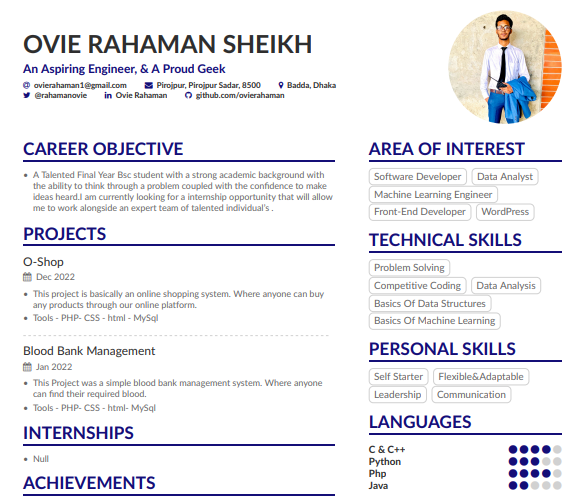 OVIE RAHAMAN SHEIKH
An Aspiring Engineer, & A Proud Geek
ovierahaman1@gmail.com Pirojpur, Pirojpur Sadar, 8500 Badda, Dhaka
@rahamanovie Ovie Rahaman github.com/ovierahaman
CAREER OBJECTIVE
• A Talented Final Year Bsc student with a strong academic background with
the ability to think through a problem coupled with the confidence to make
ideas heard.I am currently looking for a internship opportunity that will allow
me to work alongside an expert team of talented individual's .
PROJECTS
O-Shop
Dec 2022
• This project is basically an online shopping system. Where anyone can buy
any products through our online platform.
• Tools - PHP- CSS - html - MySql
Blood Bank Management
Jan 2022
• This Project was a simple blood bank management system. Where anyone
can find their required blood.
• Tools - PHP- CSS - html- MySql
INTERNSHIPS
• Null
ACHIEVEMENTS
AREA OF INTEREST
Software Developer Data Analyst
Machine Learning Engineer
Front-End Developer WordPress
TECHNICAL SKILLS
Problem Solving
Competitive Coding Data Analysis
Basics Of Data Structures
Basics Of Machine Learning
PERSONAL SKILLS
Self Starter Flexible&Adaptable
Leadership Communication
LANGUAGES
C & C++
Python
Php
Java